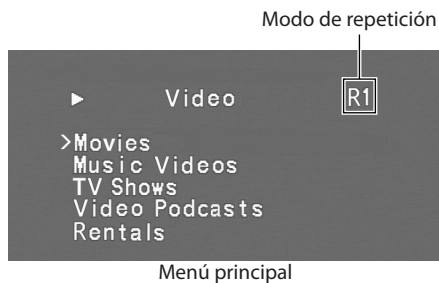 Modo de repetición
► Video R1
>Movies
Music Videos
TV Shows
Video Podcasts
Rentals
Menú principal